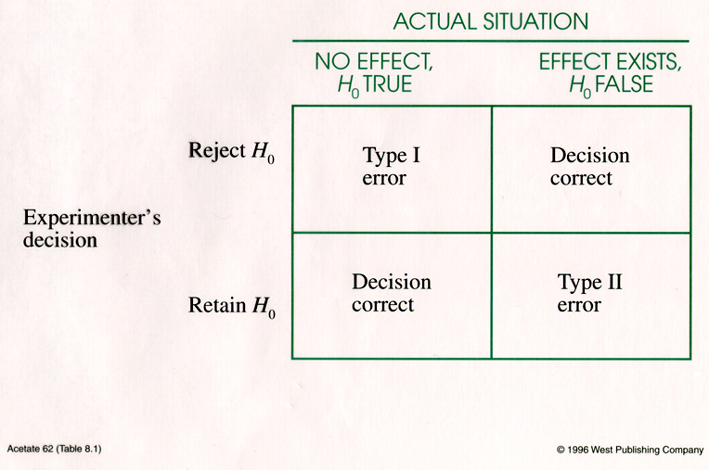 ACTUAL SITUATION
NO EFFECT, EFFECT EXISTS,
H₀ TRUE H₀ FALSE
Reject H₀ Type I Decision
error correct
Experimenter's
decision
Decision Type II
Retain H₀ correct error
Acetate 62 (Table 8.1) © 1996 West Publishing Company